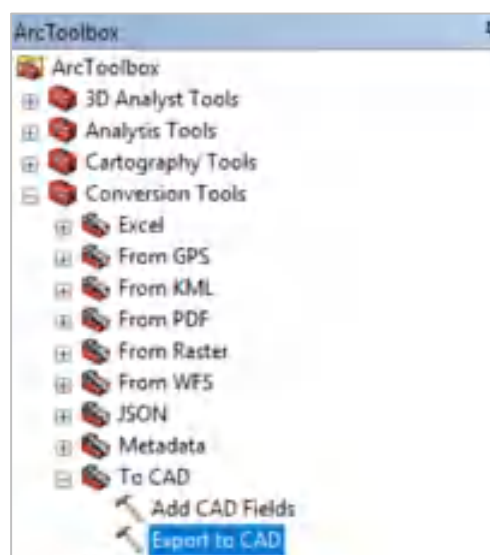 ArcToolbox
ArcToolbox
3D Analyst Tools
Analysis Tools
Cartography Tools
Conversion Tools
Excel
From GPS
From KML
From PDF
From Raster
From WFS
JSON
Metadata
To CAD
Add CAD Fields
Export to CAD